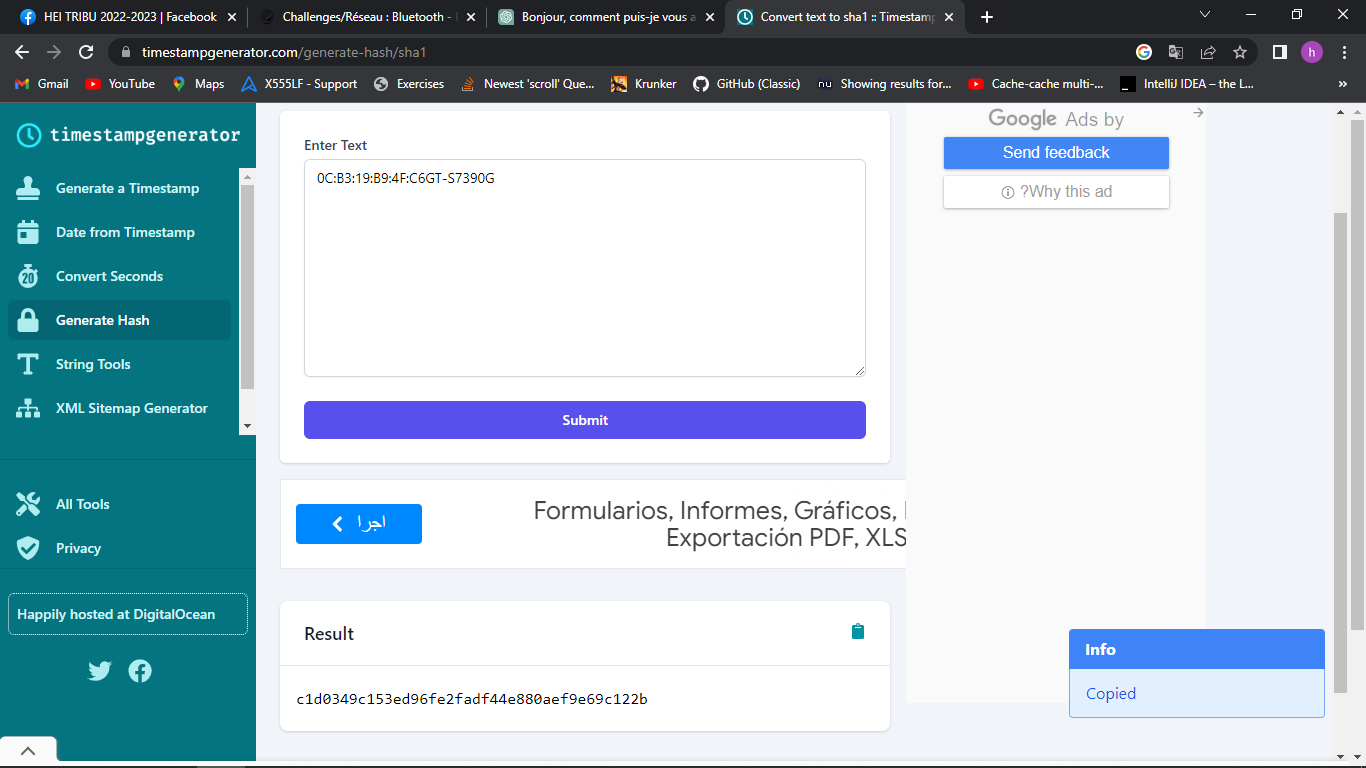 HEI TRIBU 2022-2023 | Facebook
Challenges/Réseau : Bluetooth -
Bonjour, comment puis-je vous a
Convert text to sha1 :: Timestamp
timestampgenerator.com/generate-hash/sha1
h
Gmail
YouTube
Maps
X555LF - Support
Exercises
Newest 'scroll' Que...
Krunker
GitHub (Classic)
nu
Showing results for...
Cache-cache multi-...
IntelliJ IDEA – the L...
»
timestampgenerator
Generate a Timestamp
Date from Timestamp
20
Convert Seconds
Generate Hash
String Tools
XML Sitemap Generator
All Tools
Privacy
Happily hosted at DigitalOcean
Enter Text
0C:B3:19:B9:4F:C6GT-S7390G
Submit
اجرا
Formularios, Informes, Gráficos,
Exportación PDF, XLS
Result
c1d0349c153ed96fe2fadf44e880aef9e69c122b
Google Ads by
Send feedback
?Why this ad
Info
Copied